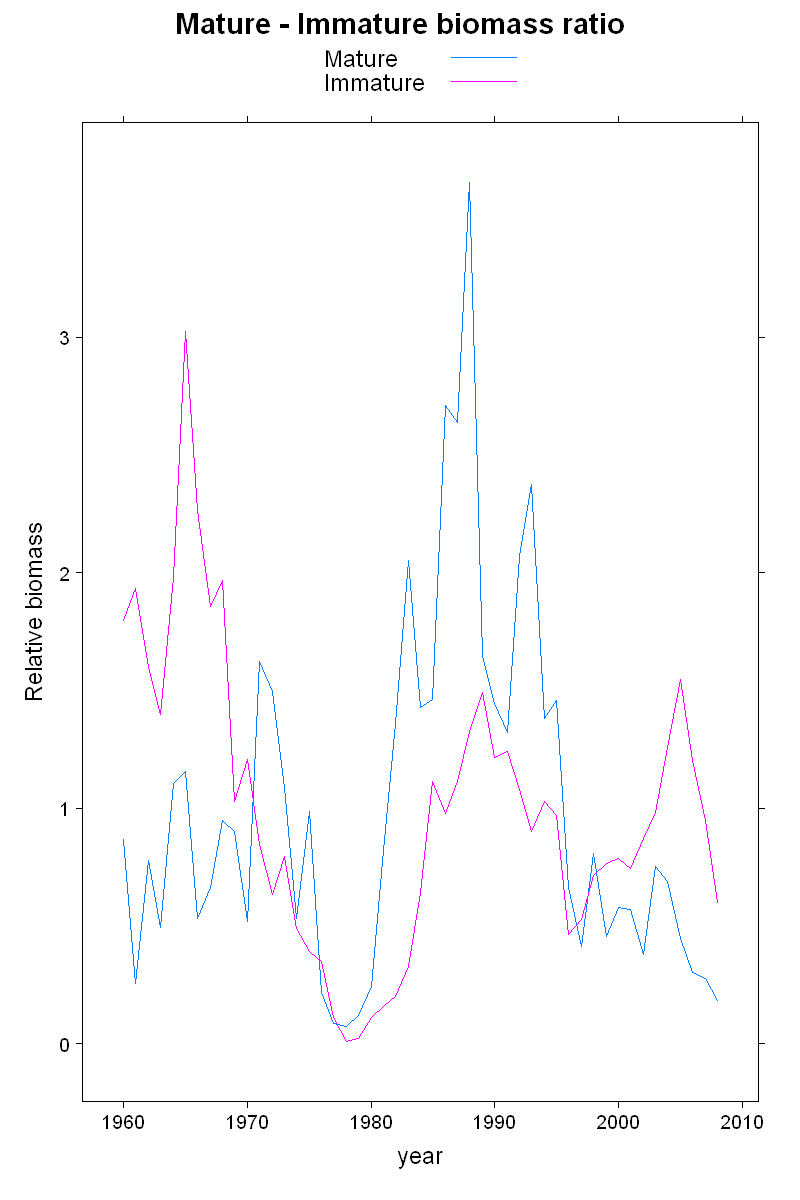 Mature - Immature biomass ratio
Mature
Immature
Relative biomass
3
2
1
0
1960 1970 1980 1990 2000 2010
year